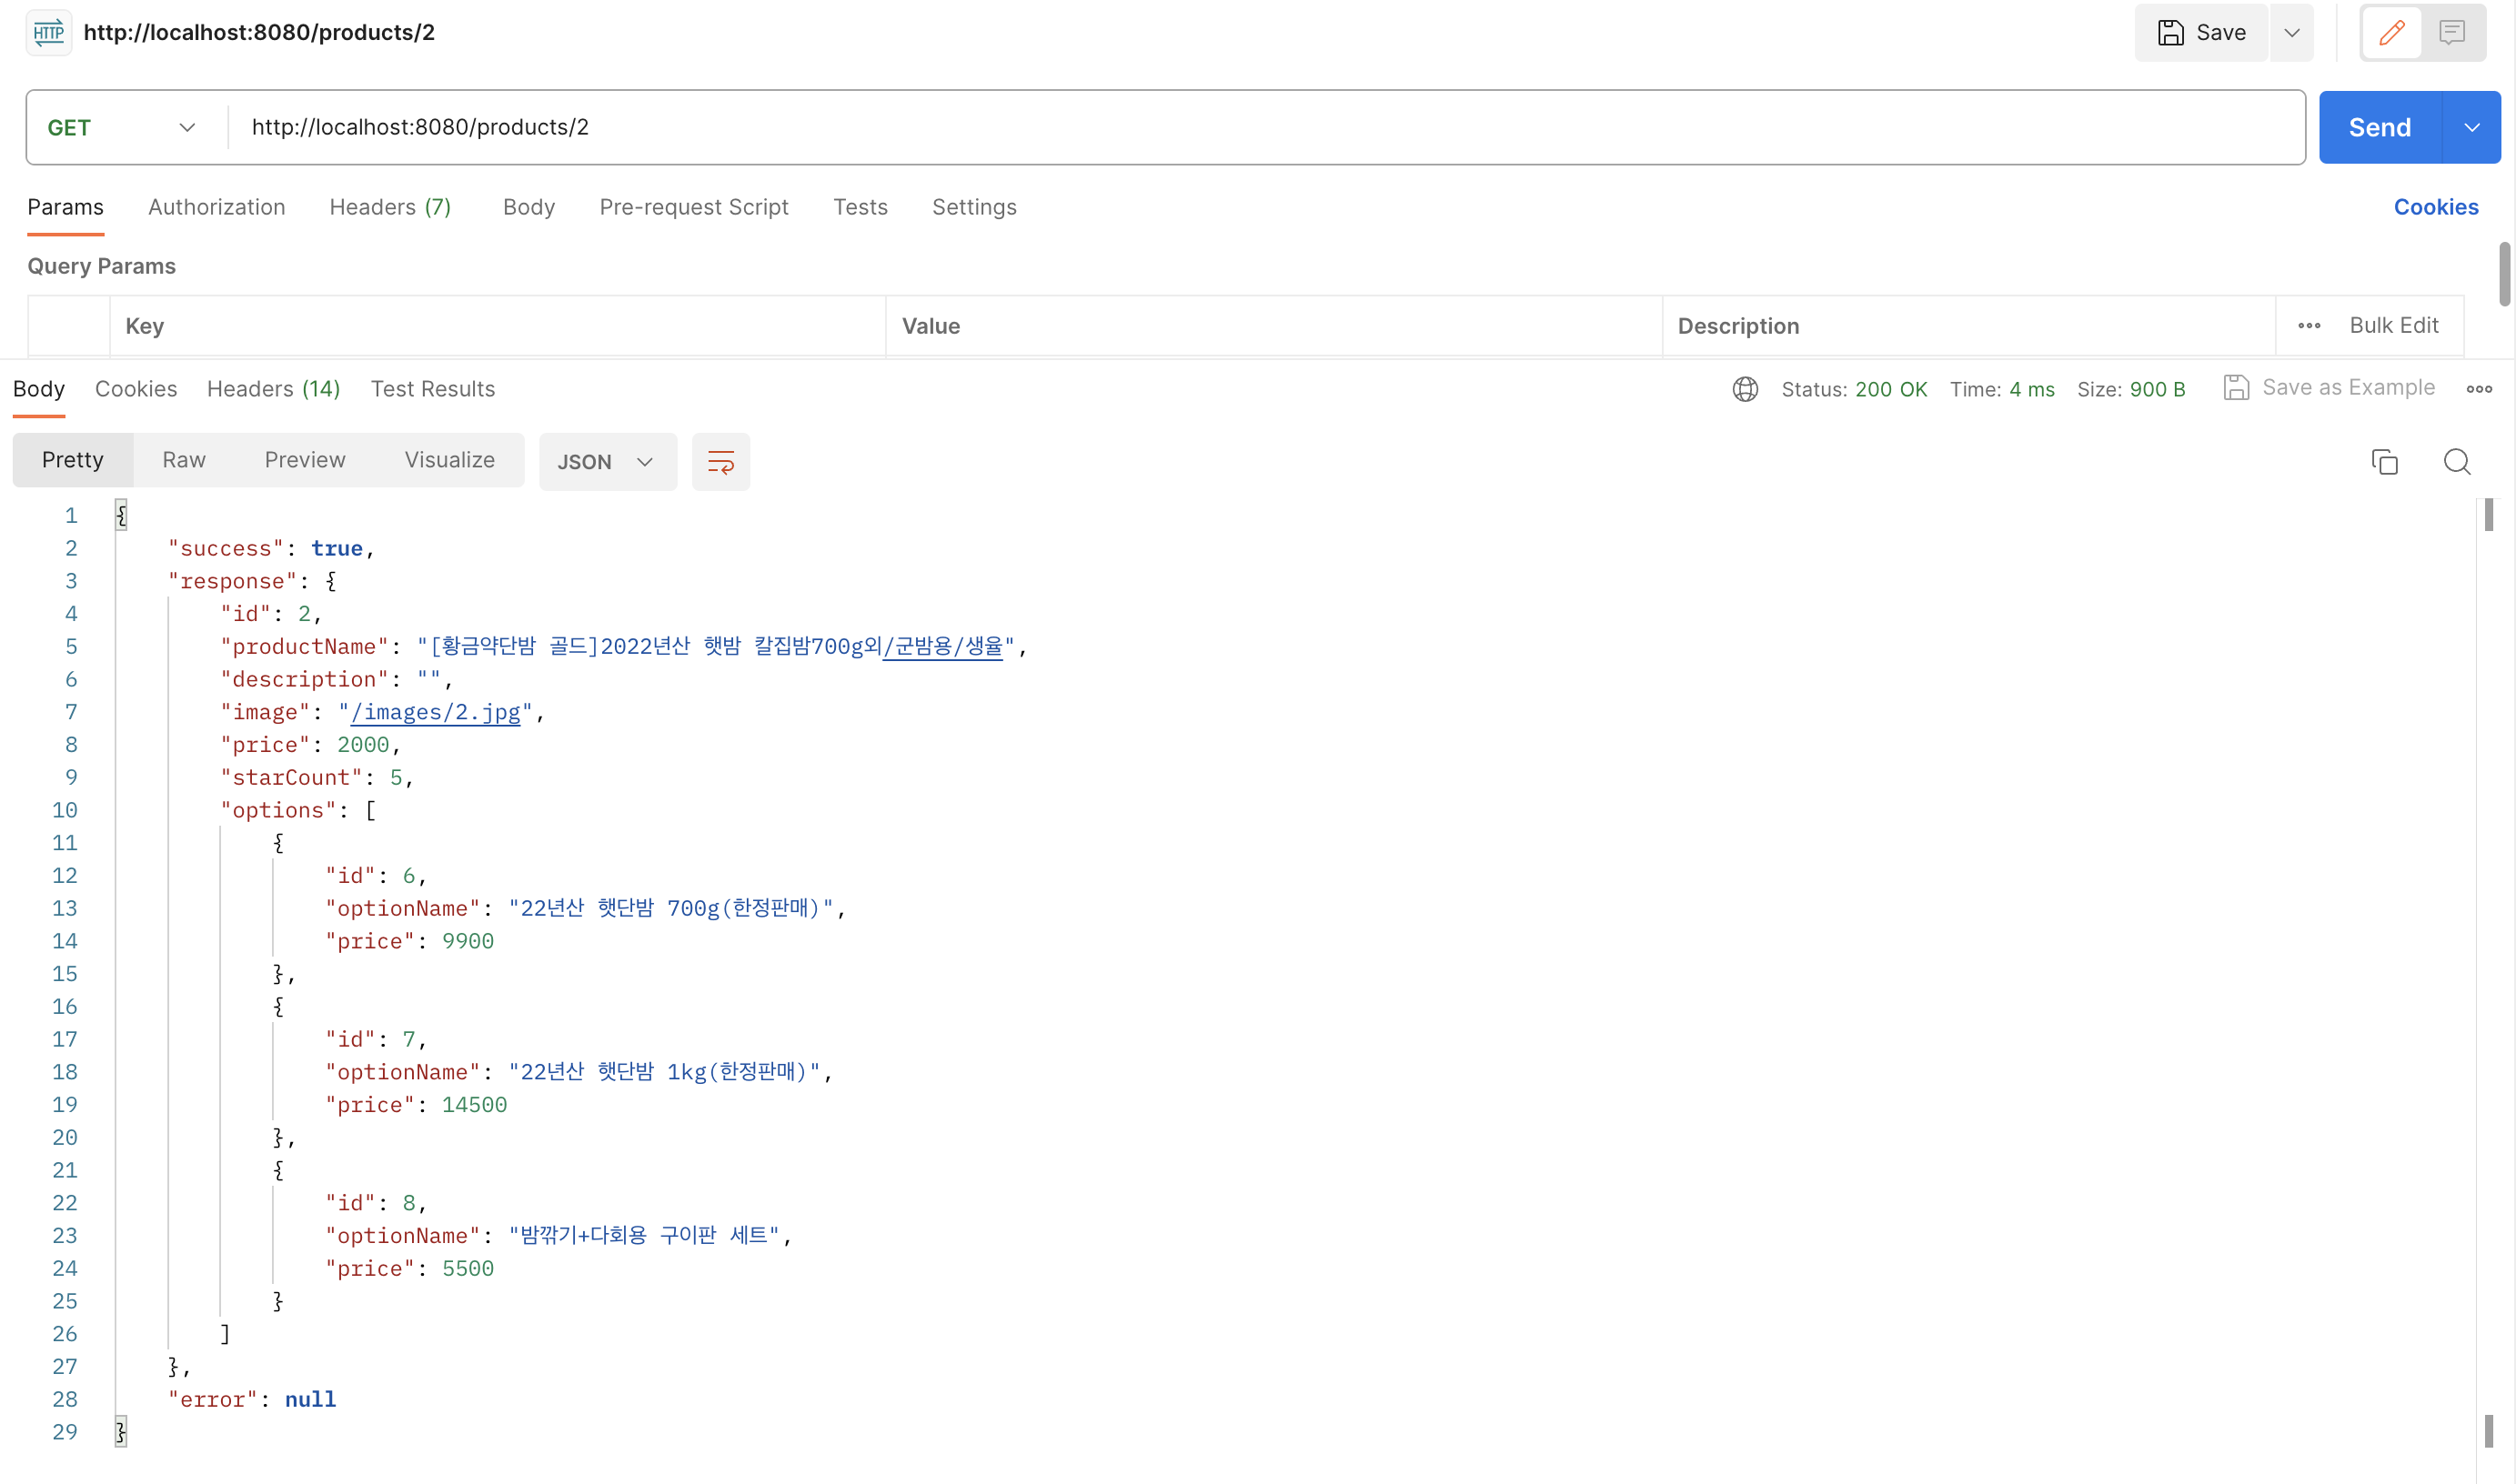 HTTP http://localhost:8080/products/2 Save
GET http://localhost:8080/products/2 Send
Params Authorization Headers (7) Body Pre-request Script Tests Settings Cookies
Query Params
Key Value Description Bulk Edit
Body Cookies Headers (14) Test Results Status: 200 OK Time: 4 ms Size: 900 B Save as Example
Pretty Raw Preview Visualize JSON
1 {
2 "success": true,
3 "response": {
4 "id": 2,
5 "productName": "[황금약단밤 골드]2022년산 햇밤 칼집밤700g외/군밤용/생율",
6 "description": "",
7 "image": "/images/2.jpg",
8 "price": 2000,
9 "starCount": 5,
10 "options": [
11 {
12 "id": 6,
13 "optionName": "22년산 햇단밤 700g(한정판매)",
14 "price": 9900
15 },
16 {
17 "id": 7,
18 "optionName": "22년산 햇단밤 1kg(한정판매)",
19 "price": 14500
20 },
21 {
22 "id": 8,
23 "optionName": "밤깎기+다회용 구이판 세트",
24 "price": 5500
25 }
26 ]
27 },
28 "error": null
29 }